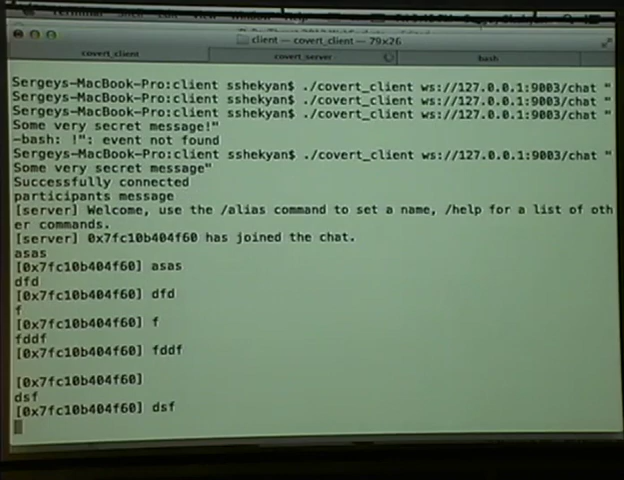 client — covert_client — 79×26
covert_client
covert_server
bash
Sergeys-MacBook-Pro:client sshekyan$ ./covert_client ws://127.0.0.1:9003/chat "
Sergeys-MacBook-Pro:client sshekyan$ ./covert_client ws://127.0.0.1:9003/chat "
Sergeys-MacBook-Pro:client sshekyan$ ./covert_client ws://127.0.0.1:9003/chat "
Some very secret message!"
-bash: !": event not found
Sergeys-MacBook-Pro:client sshekyan$ ./covert_client ws://127.0.0.1:9003/chat "
Some very secret message"
Successfully connected
participants message
[server] Welcome, use the /alias command to set a name, /help for a list of oth
er commands.
[server] 0x7fc10b404f60 has joined the chat.
asas
[0x7fc10b404f60] asas
dfd
[0x7fc10b404f60] dfd
f
[0x7fc10b404f60] f
fddf
[0x7fc10b404f60] fddf
[0x7fc10b404f60]
dsf
[0x7fc10b404f60] dsf